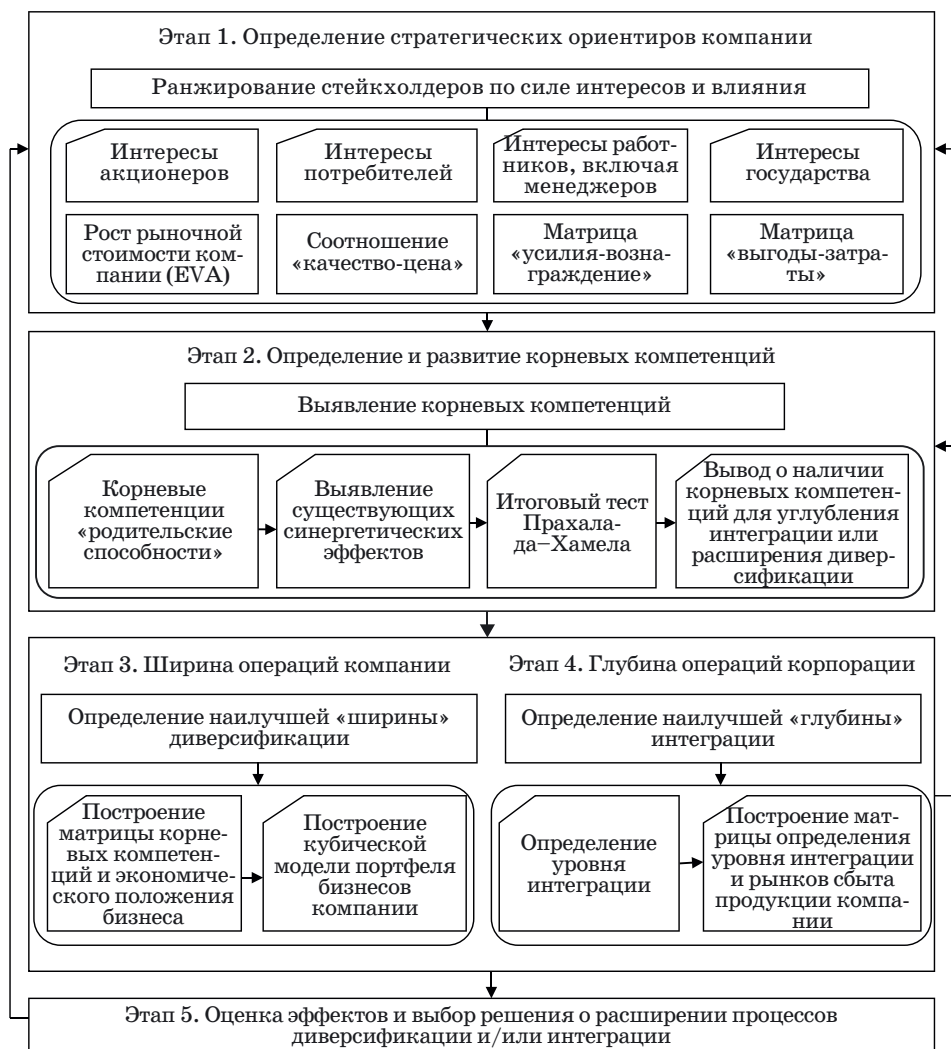 Этап 1. Определение стратегических ориентиров компании
Ранжирование стейкхолдеров по силе интересов и влияния
Интересы
акционеров
Интересы
потребителей
Интересы работ-
ников, включая
менеджеров
Интересы
государства
Рост рыночной
стоимости ком-
пании (EVA)
Соотношение
«качество-цена»
Матрица
«усилия-возна-
граждение»
Матрица
«выгоды-затра-
ты»
Этап 2. Определение и развитие корневых компетенций
Выявление корневых компетенций
Корневые
компетенции
«родительские
способности»
Выявление
существующих
синергетических
эффектов
Итоговый тест
Прахала-
да–Хамела
Вывод о наличии
корневых компетен-
ций для углубления
интеграции или
расширения дивер-
сификации
Этап 3. Ширина операций компании
Определение наилучшей «ширины»
диверсификации
Построение
матрицы корне-
вых компетен-
ций и экономиче-
ского положения
бизнеса
Построение
кубической
модели портфеля
бизнесов
компании
Этап 4. Глубина операций корпорации
Определение наилучшей «глубины»
интеграции
Определение
уровня
интеграции
Построение мат-
рицы определения
уровня интеграции
и рынков сбыта
продукции компа-
нии
Этап 5. Оценка эффектов и выбор решения о расширении процессов
диверсификации и/или интеграции